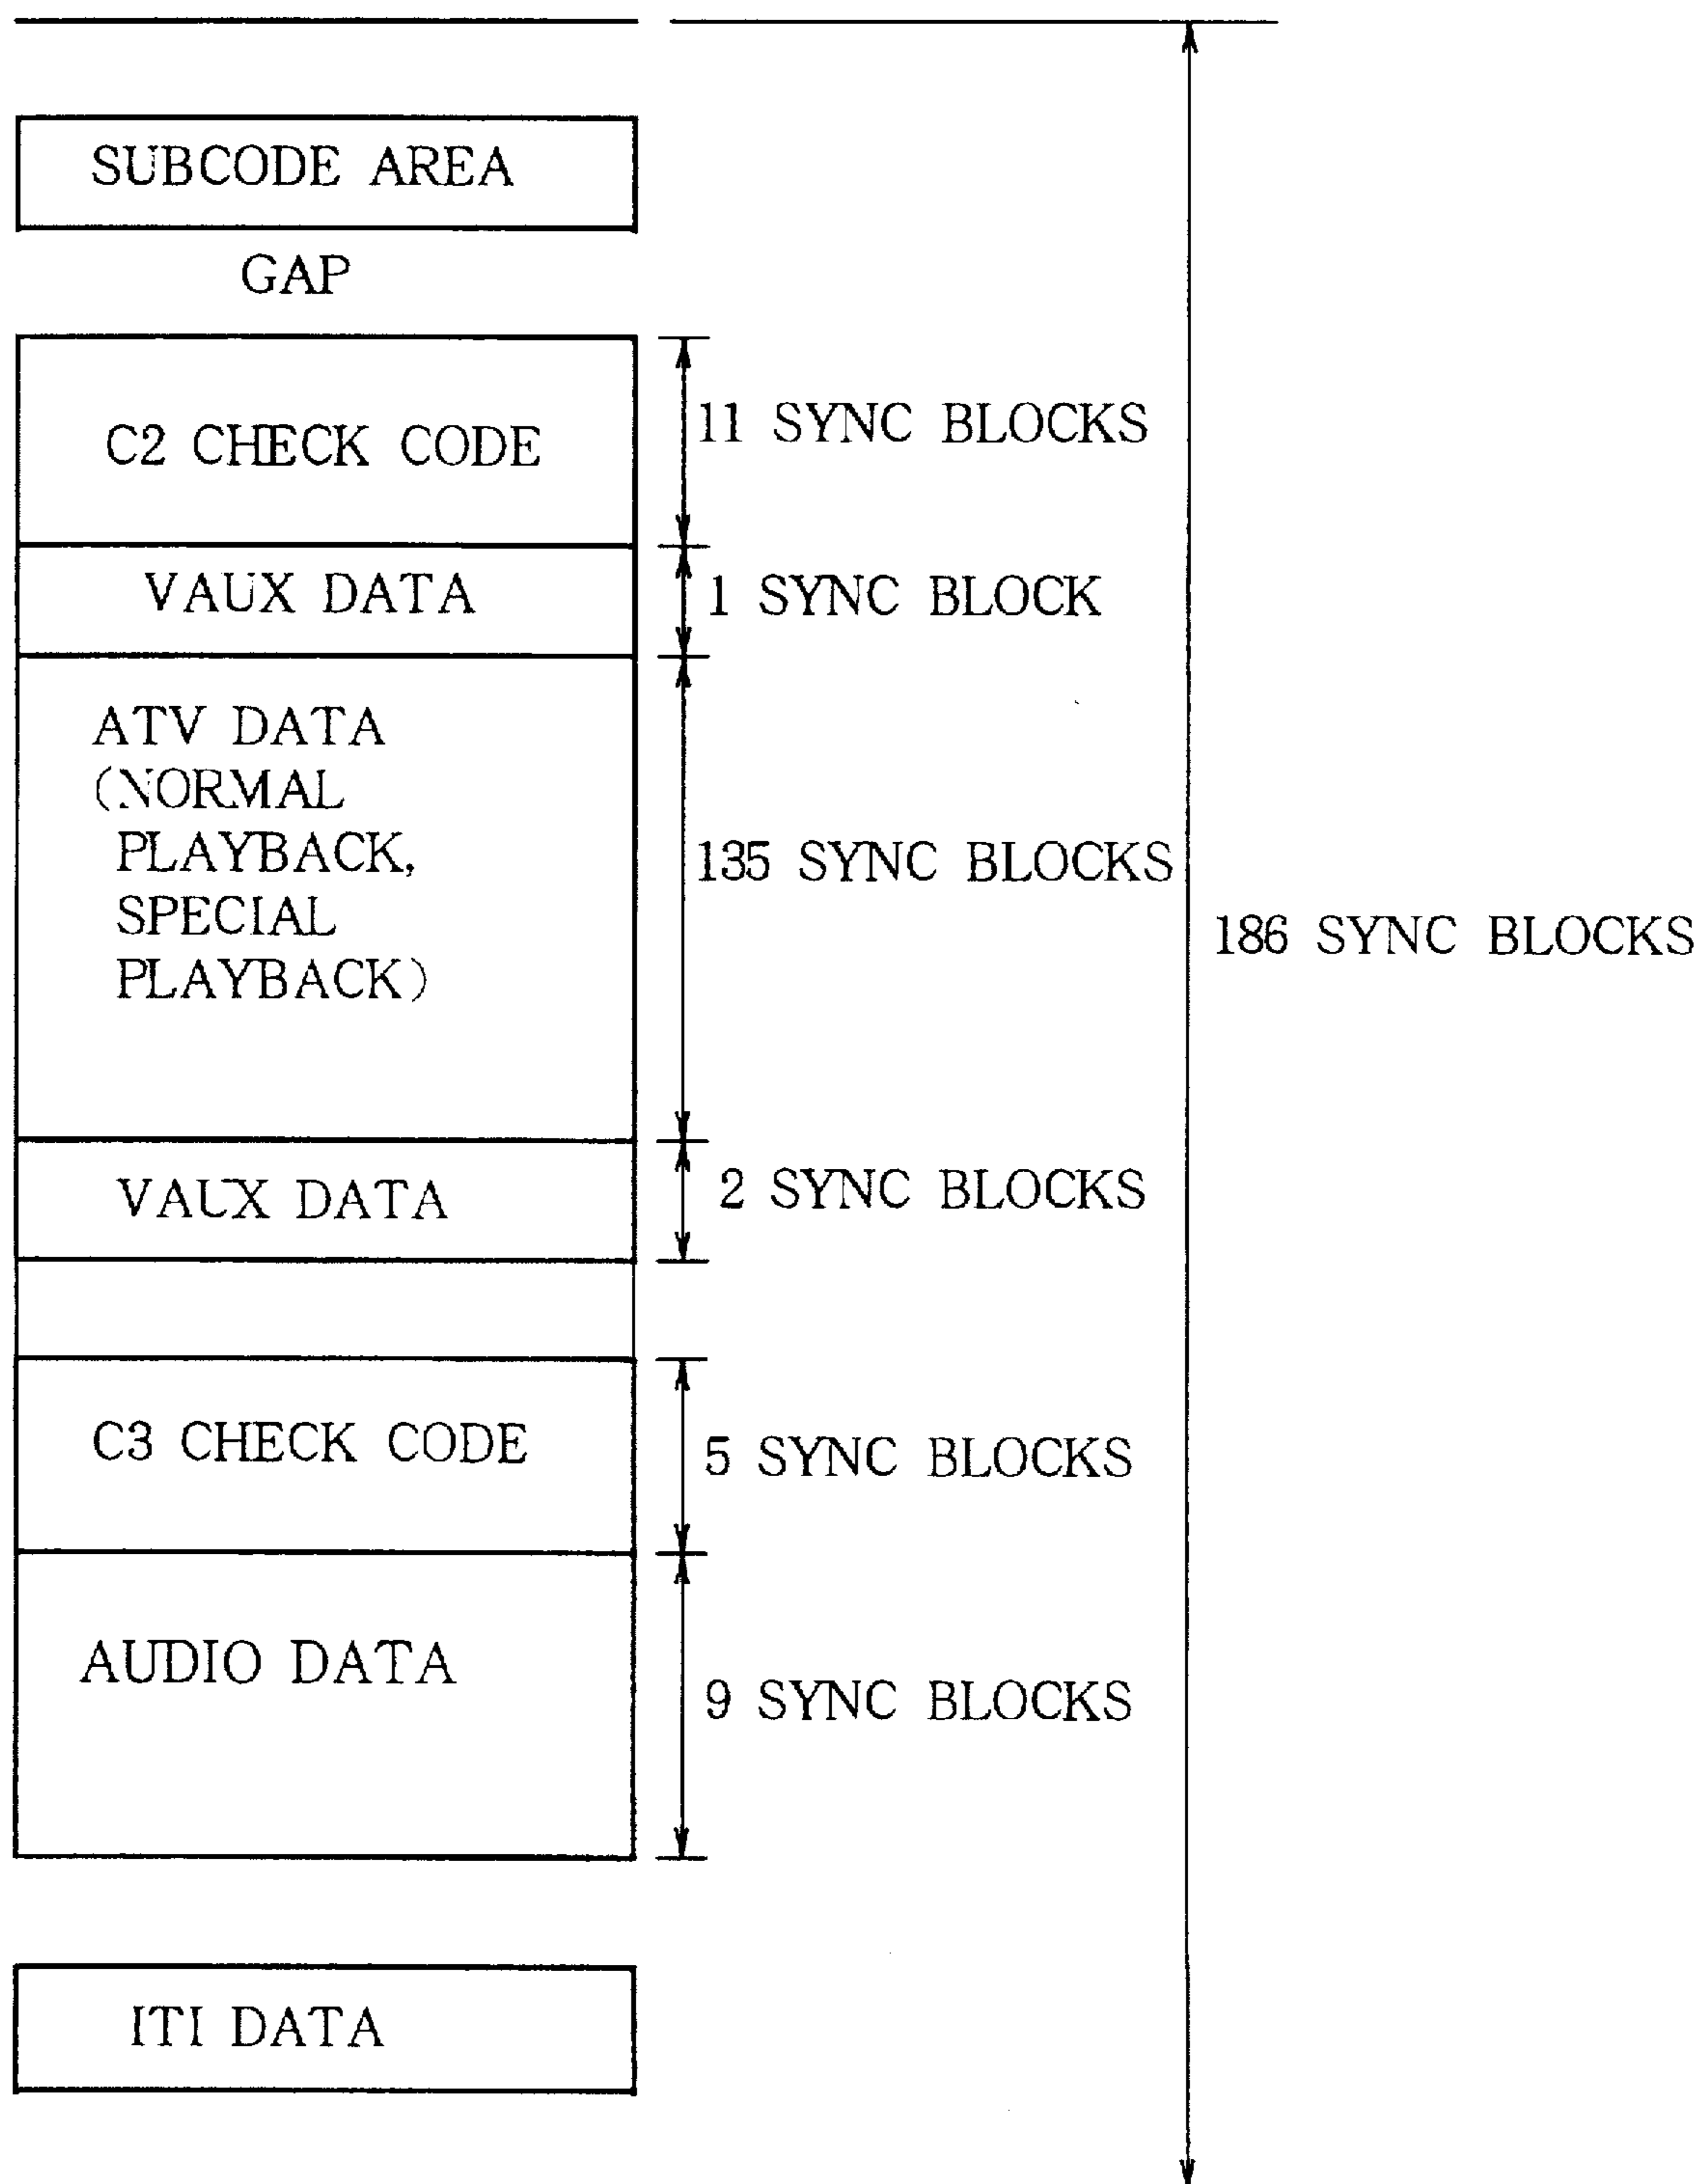 SUBCODE AREA
GAP
C2 CHECK CODE
11 SYNC BLOCKS
VAUX DATA
1 SYNC BLOCK
ATV DATA
(NORMAL
PLAYBACK,
SPECIAL
PLAYBACK)
135 SYNC BLOCKS
186 SYNC BLOCKS
VAUX DATA
2 SYNC BLOCKS
C3 CHECK CODE
5 SYNC BLOCKS
AUDIO DATA
9 SYNC BLOCKS
ITI DATA